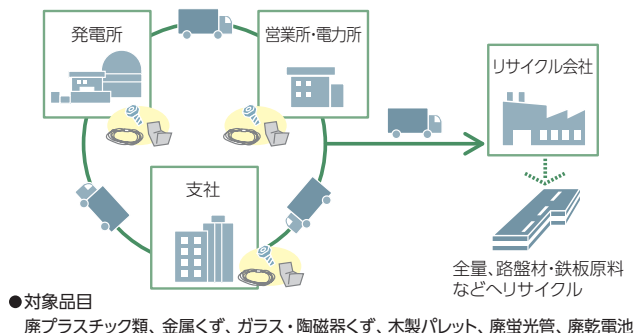 発電所
営業所・電力所
リサイクル会社
支社
全量、路盤材・鉄板原料
などへリサイクル
●対象品目
廃プラスチック類、金属くず、ガラス・陶磁器くず、木製パレット、廃蛍光管、廃乾電池